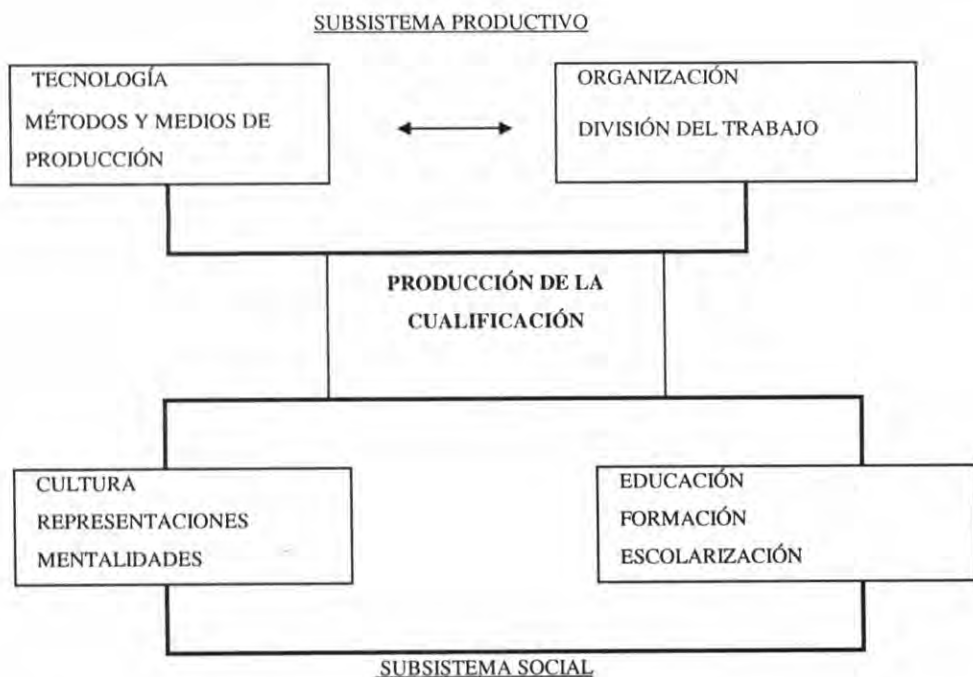 SUBSISTEMA PRODUCTIVO
TECNOLOGÍA
MÉTODOS Y MEDIOS DE
PRODUCCIÓN
ORGANIZACIÓN
DIVISIÓN DEL TRABAJO
PRODUCCIÓN DE LA
CUALIFICACIÓN
CULTURA
REPRESENTACIONES
MENTALIDADES
EDUCACIÓN
FORMACIÓN
ESCOLARIZACIÓN
SUBSISTEMA SOCIAL